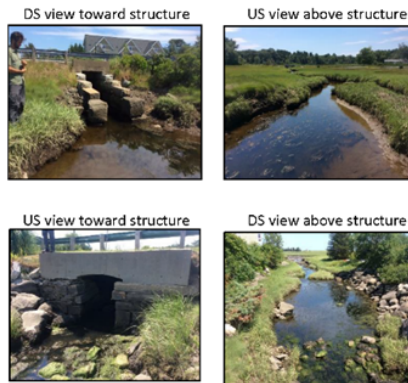 DS view toward structure
US view above structure
US view toward structure
DS view above structure